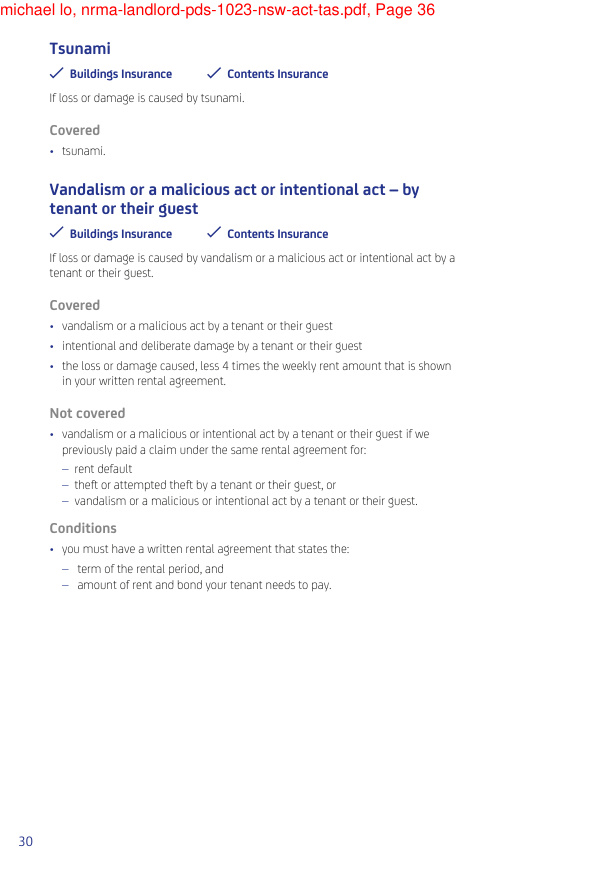 michael lo, nrma-landlord-pds-1023-nsw-act-tas.pdf, Page 36
Tsunami
✓ Buildings Insurance ✓ Contents Insurance
If loss or damage is caused by tsunami.
Covered
• tsunami.
Vandalism or a malicious act or intentional act – by
tenant or their guest
✓ Buildings Insurance ✓ Contents Insurance
If loss or damage is caused by vandalism or a malicious act or intentional act by a
tenant or their guest.
Covered
• vandalism or a malicious act by a tenant or their guest
• intentional and deliberate damage by a tenant or their guest
• the loss or damage caused, less 4 times the weekly rent amount that is shown
in your written rental agreement.
Not covered
• vandalism or a malicious or intentional act by a tenant or their guest if we
previously paid a claim under the same rental agreement for:
– rent default
– theft or attempted theft by a tenant or their guest, or
– vandalism or a malicious or intentional act by a tenant or their guest.
Conditions
• you must have a written rental agreement that states the:
– term of the rental period, and
– amount of rent and bond your tenant needs to pay.
30